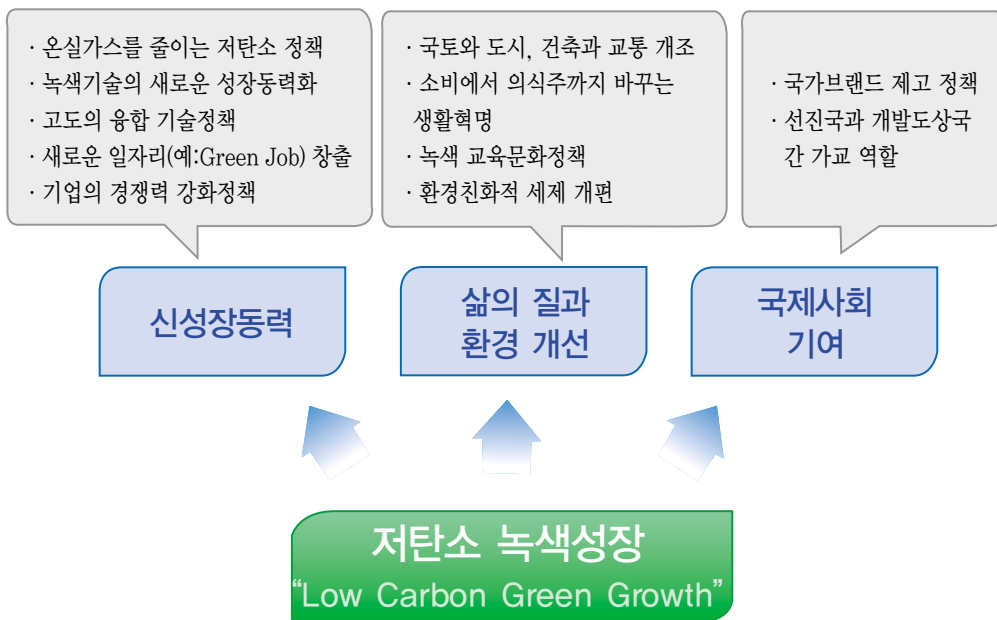 · 온실가스를 줄이는 저탄소 정책
· 녹색기술의 새로운 성장동력화
· 고도의 융합 기술정책
· 새로운 일자리(예:Green Job) 창출
· 기업의 경쟁력 강화정책
· 국토와 도시, 건축과 교통 개조
· 소비에서 의식주까지 바꾸는
생활혁명
· 녹색 교육문화정책
· 환경친화적 세제 개편
· 국가브랜드 제고 정책
· 선진국과 개발도상국
간 가교 역할
신성장동력
삶의 질과
환경 개선
국제사회
기여
저탄소 녹색성장
“Low Carbon Green Growth”